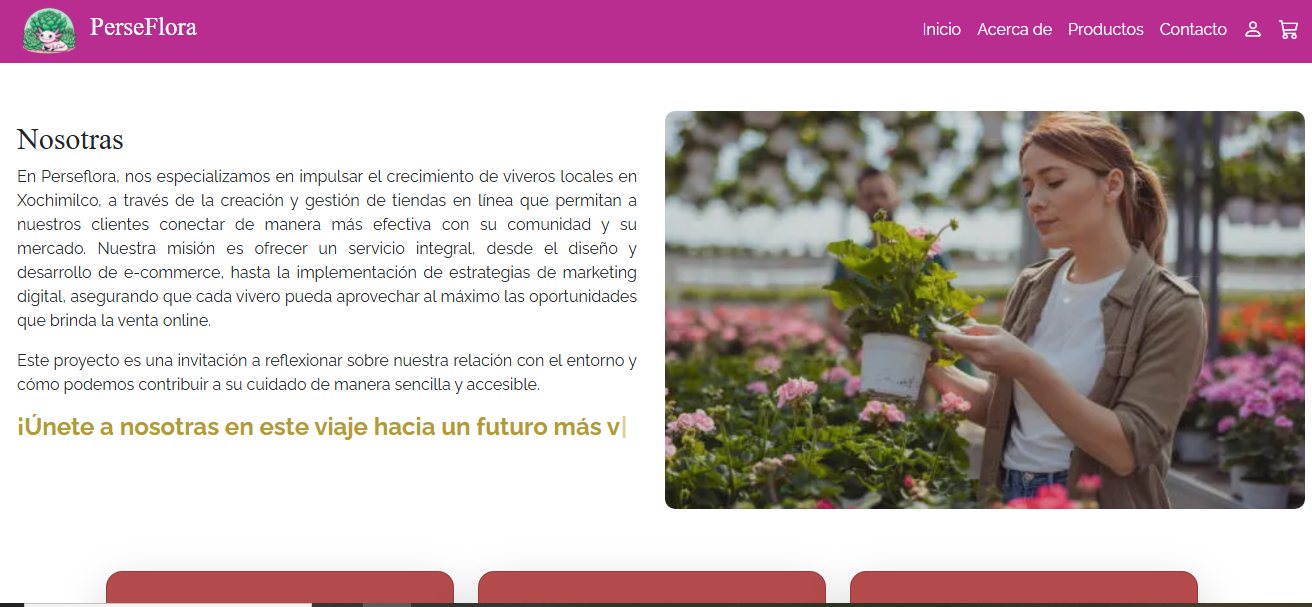 PerseFlora
Inicio Acerca de Productos Contacto
Nosotras
En Perseflora, nos especializamos en impulsar el crecimiento de viveros locales en
Xochimilco, a través de la creación y gestión de tiendas en línea que permitan a
nuestros clientes conectar de manera más efectiva con su comunidad y su
mercado. Nuestra misión es ofrecer un servicio integral, desde el diseño y
desarrollo de e-commerce, hasta la implementación de estrategias de marketing
digital, asegurando que cada vivero pueda aprovechar al máximo las oportunidades
que brinda la venta online.
Este proyecto es una invitación a reflexionar sobre nuestra relación con el entorno y
cómo podemos contribuir a su cuidado de manera sencilla y accesible.
¡Únete a nosotras en este viaje hacia un futuro más v|